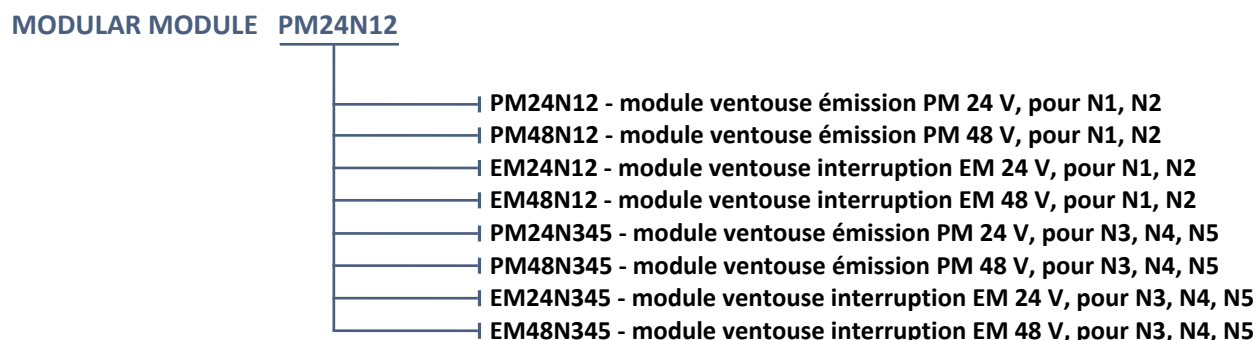 MODULAR MODULE PM24N12
PM24N12 - module ventouse émission PM 24 V, pour N1, N2
PM48N12 - module ventouse émission PM 48 V, pour N1, N2
EM24N12 - module ventouse interruption EM 24 V, pour N1, N2
EM48N12 - module ventouse interruption EM 48 V, pour N1, N2
PM24N345 - module ventouse émission PM 24 V, pour N3, N4, N5
PM48N345 - module ventouse émission PM 48 V, pour N3, N4, N5
EM24N345 - module ventouse interruption EM 24 V, pour N3, N4, N5
EM48N345 - module ventouse interruption EM 48 V, pour N3, N4, N5